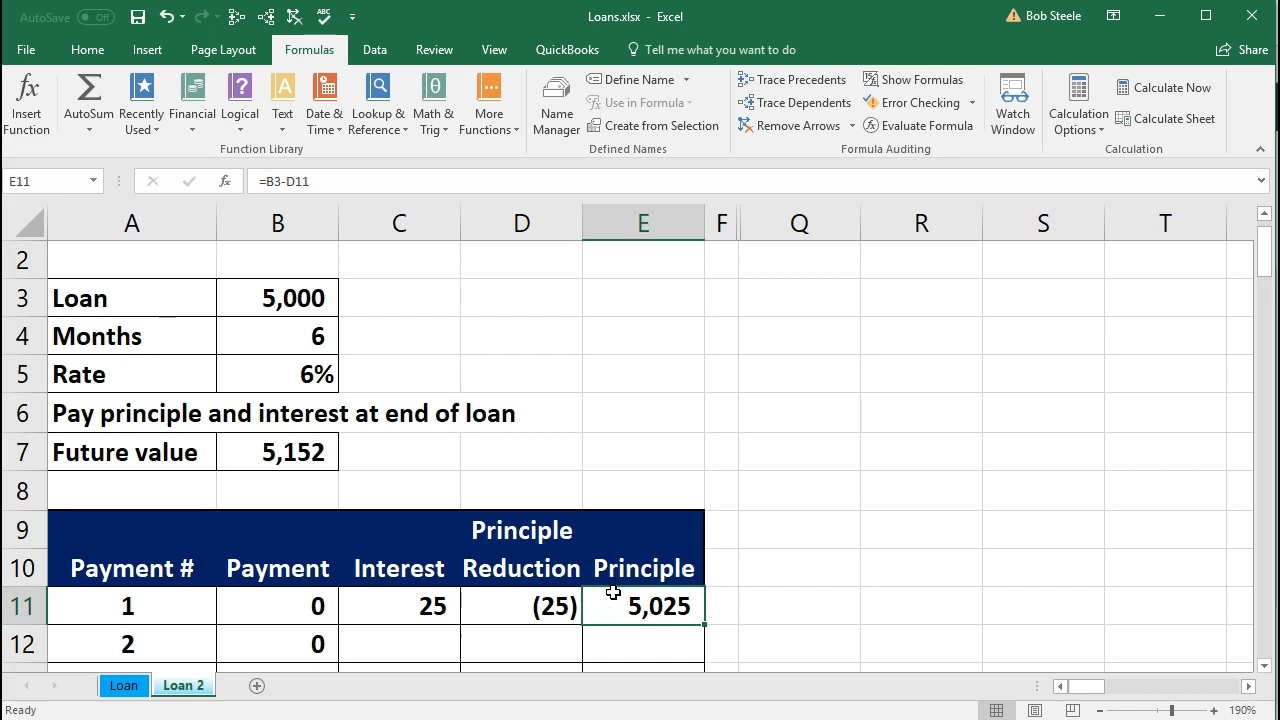 AutoSave Off
Loans.xlsx - Excel
Bob Steele
File Home Insert Page Layout Formulas Data Review View QuickBooks Tell me what you want to do Share
fx Insert Function
Σ AutoSum
Recently Used
Financial
? Logical
A Text
Date & Time
Lookup & Reference
θ Math & Trig
More Functions
Function Library
Name Manager
Define Name
Use in Formula
Create from Selection
Defined Names
Trace Precedents
Trace Dependents
Remove Arrows
Show Formulas
Error Checking
Evaluate Formula
Formula Auditing
Watch Window
Calculation Options
Calculate Now
Calculate Sheet
Calculation
E11 fx =B3-D11
A B C D E F Q R S T
2
3 Loan 5,000
4 Months 6
5 Rate 6%
6 Pay principle and interest at end of loan
7 Future value 5,152
8
9 Principle
10 Payment # Payment Interest Reduction Principle
11 1 0 25 (25) 5,025
12 2 0
Loan Loan 2
Ready 190%